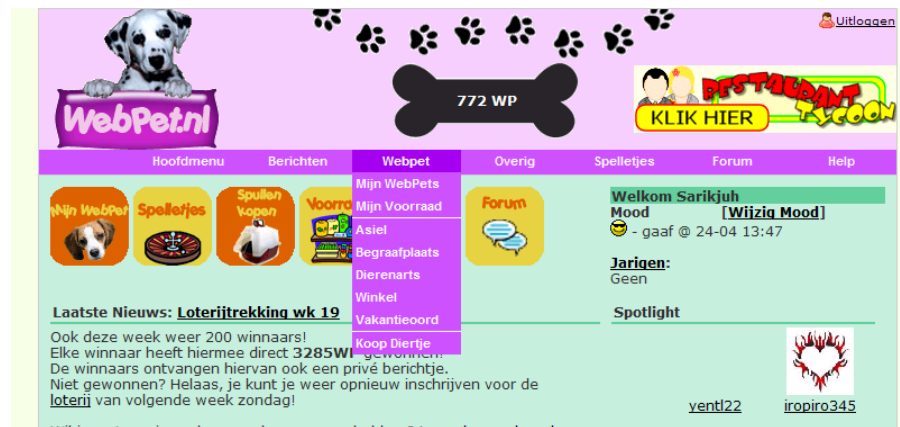 Uitloggen
WebPet.nl
772 WP
RESTAURANT TYCOON
KLIK HIER
Hoofdmenu Berichten Webpet Overig Spelletjes Forum Help
Mijn WebPet Spelletjes Spullen Kopen Voorra Forum
Mijn WebPets
Mijn Voorraad
Asiel
Begraafplaats
Dierenarts
Winkel
Vakantieoord
Koop Diertje
Welkom Sarikjuh
Mood [Wijzig Mood]
- gaaf @ 24-04 13:47
Jarigen:
Geen
Laatste Nieuws: Loterijtrekking wk 19
Ook deze week weer 200 winnaars!
Elke winnaar heeft hiermee direct 3285WP gewonnen!
De winnaars ontvangen hiervan ook een privé berichtje.
Niet gewonnen? Helaas, je kunt je weer opnieuw inschrijven voor de
loterij van volgende week zondag!
Spotlight
ventl22 iropiro345